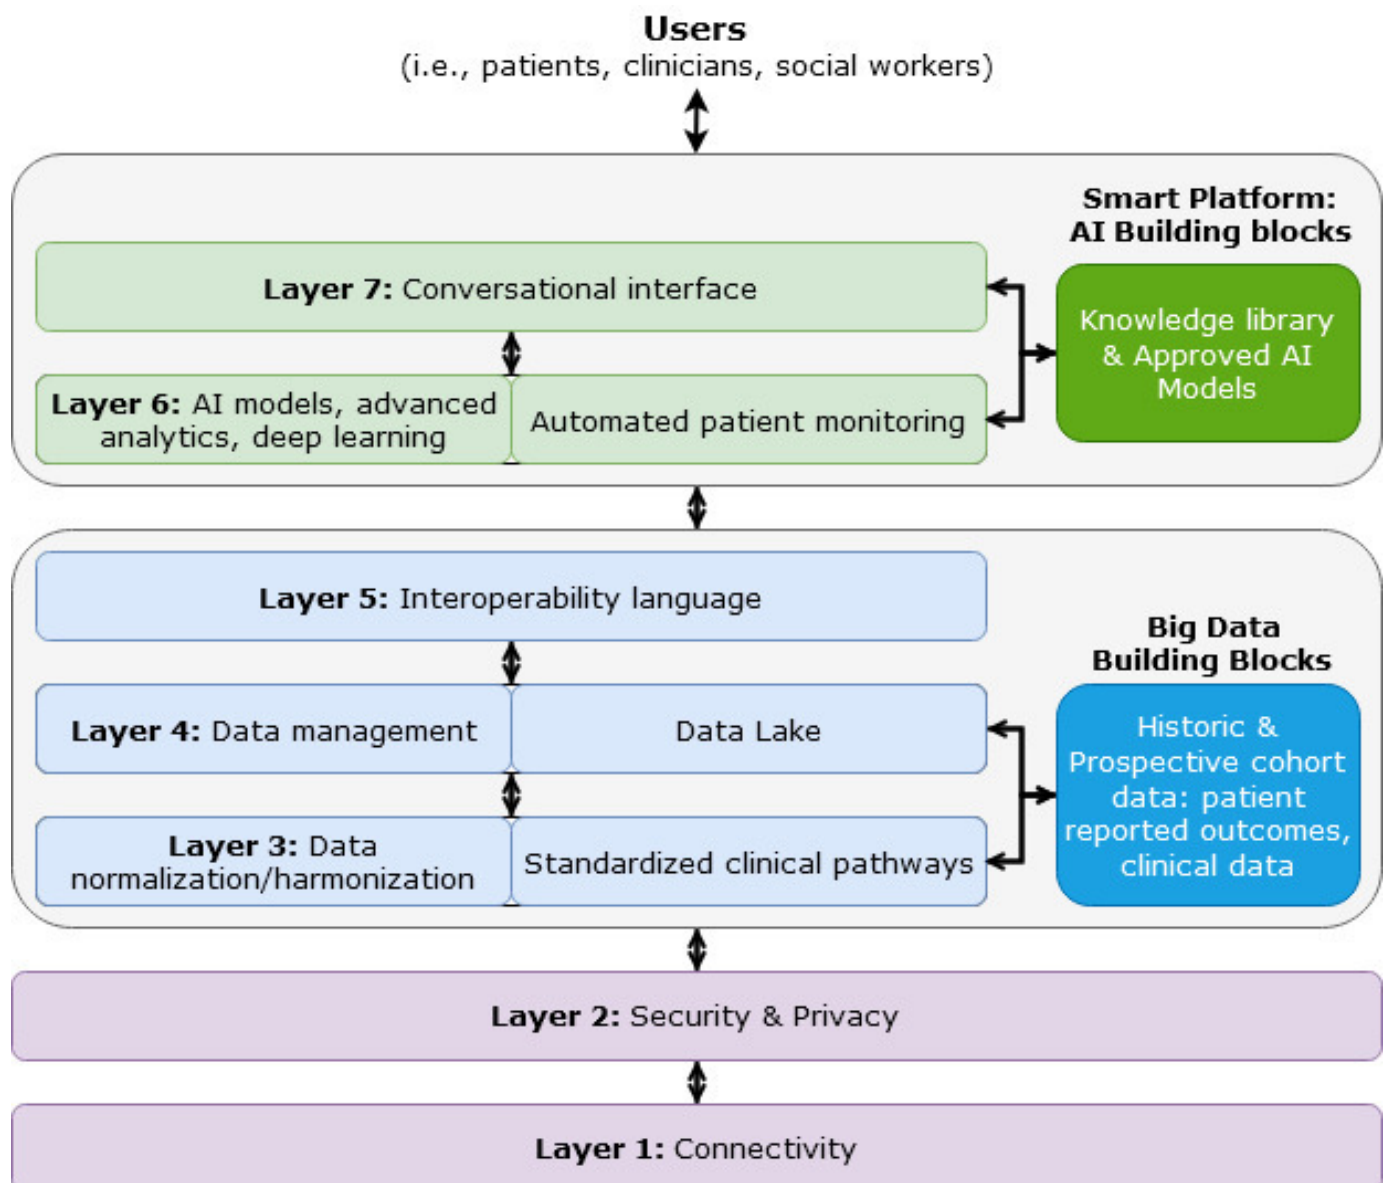 Users
(i.e., patients, clinicians, social workers)
Smart Platform:
AI Building blocks
Layer 7: Conversational interface
Knowledge library
& Approved AI
Models
Layer 6: AI models, advanced
analytics, deep learning
Automated patient monitoring
Layer 5: Interoperability language
Big Data
Building Blocks
Layer 4: Data management
Data Lake
Historic &
Prospective cohort
data: patient
reported outcomes,
clinical data
Layer 3: Data
normalization/harmonization
Standardized clinical pathways
Layer 2: Security & Privacy
Layer 1: Connectivity